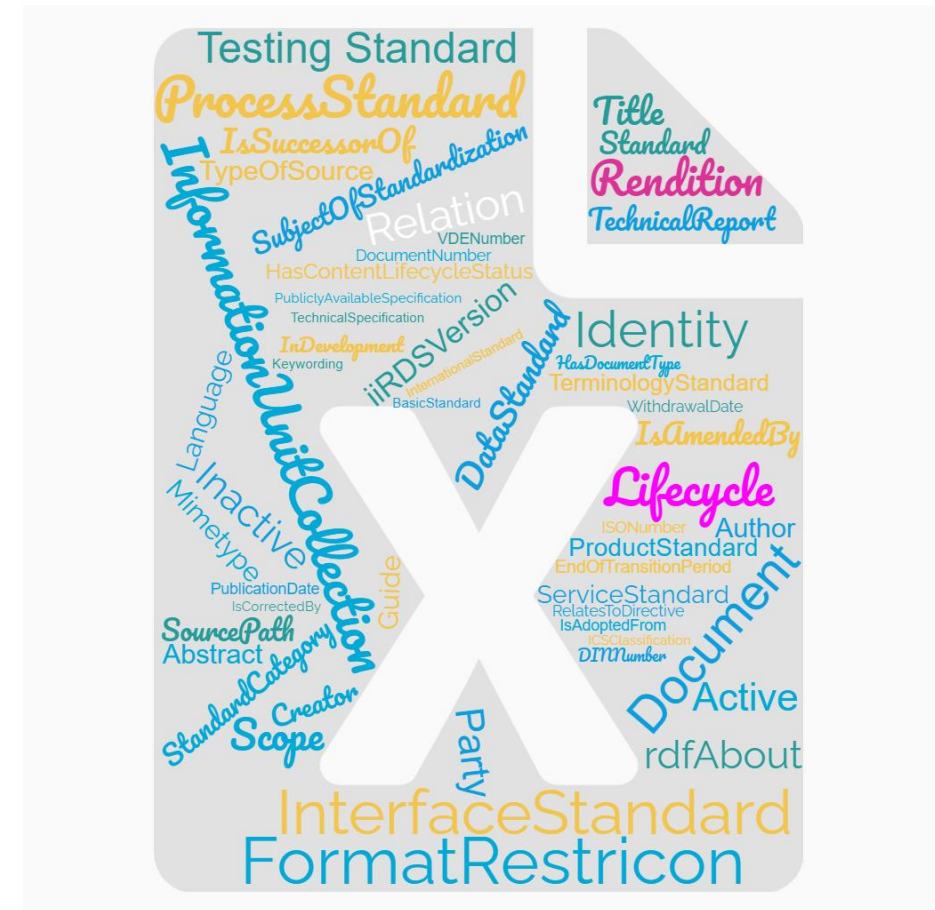 Testing Standard
ProcessStandard
IsSuccessorOf
TypeOfSource
SubjectOfStandardization
Relation
VDENumber
DocumentNumber
HasContentLifecycleStatus
PubliclyAvailableSpecification
TechnicalSpecification
InDevelopment
Keywording
iiRDSVersion
InternationalStandard
BasicStandard
DataStandard
InformationUnitCollection
Language
Inactive
Mimetype
PublicationDate
IsCorrectedBy
Guide
SourcePath
Abstract
StandardCategory
Creator
Scope
Title
Standard
Rendition
TechnicalReport
Identity
HasDocumentType
TerminologyStandard
WithdrawalDate
IsAmendedBy
Lifecycle
ISONumber
Author
ProductStandard
EndOfTransitionPeriod
ServiceStandard
RelatesToDirective
IsAdoptedFrom
ICSClassification
DINNumber
Document
Active
rdfAbout
Party
X
InterfaceStandard
FormatRestricon